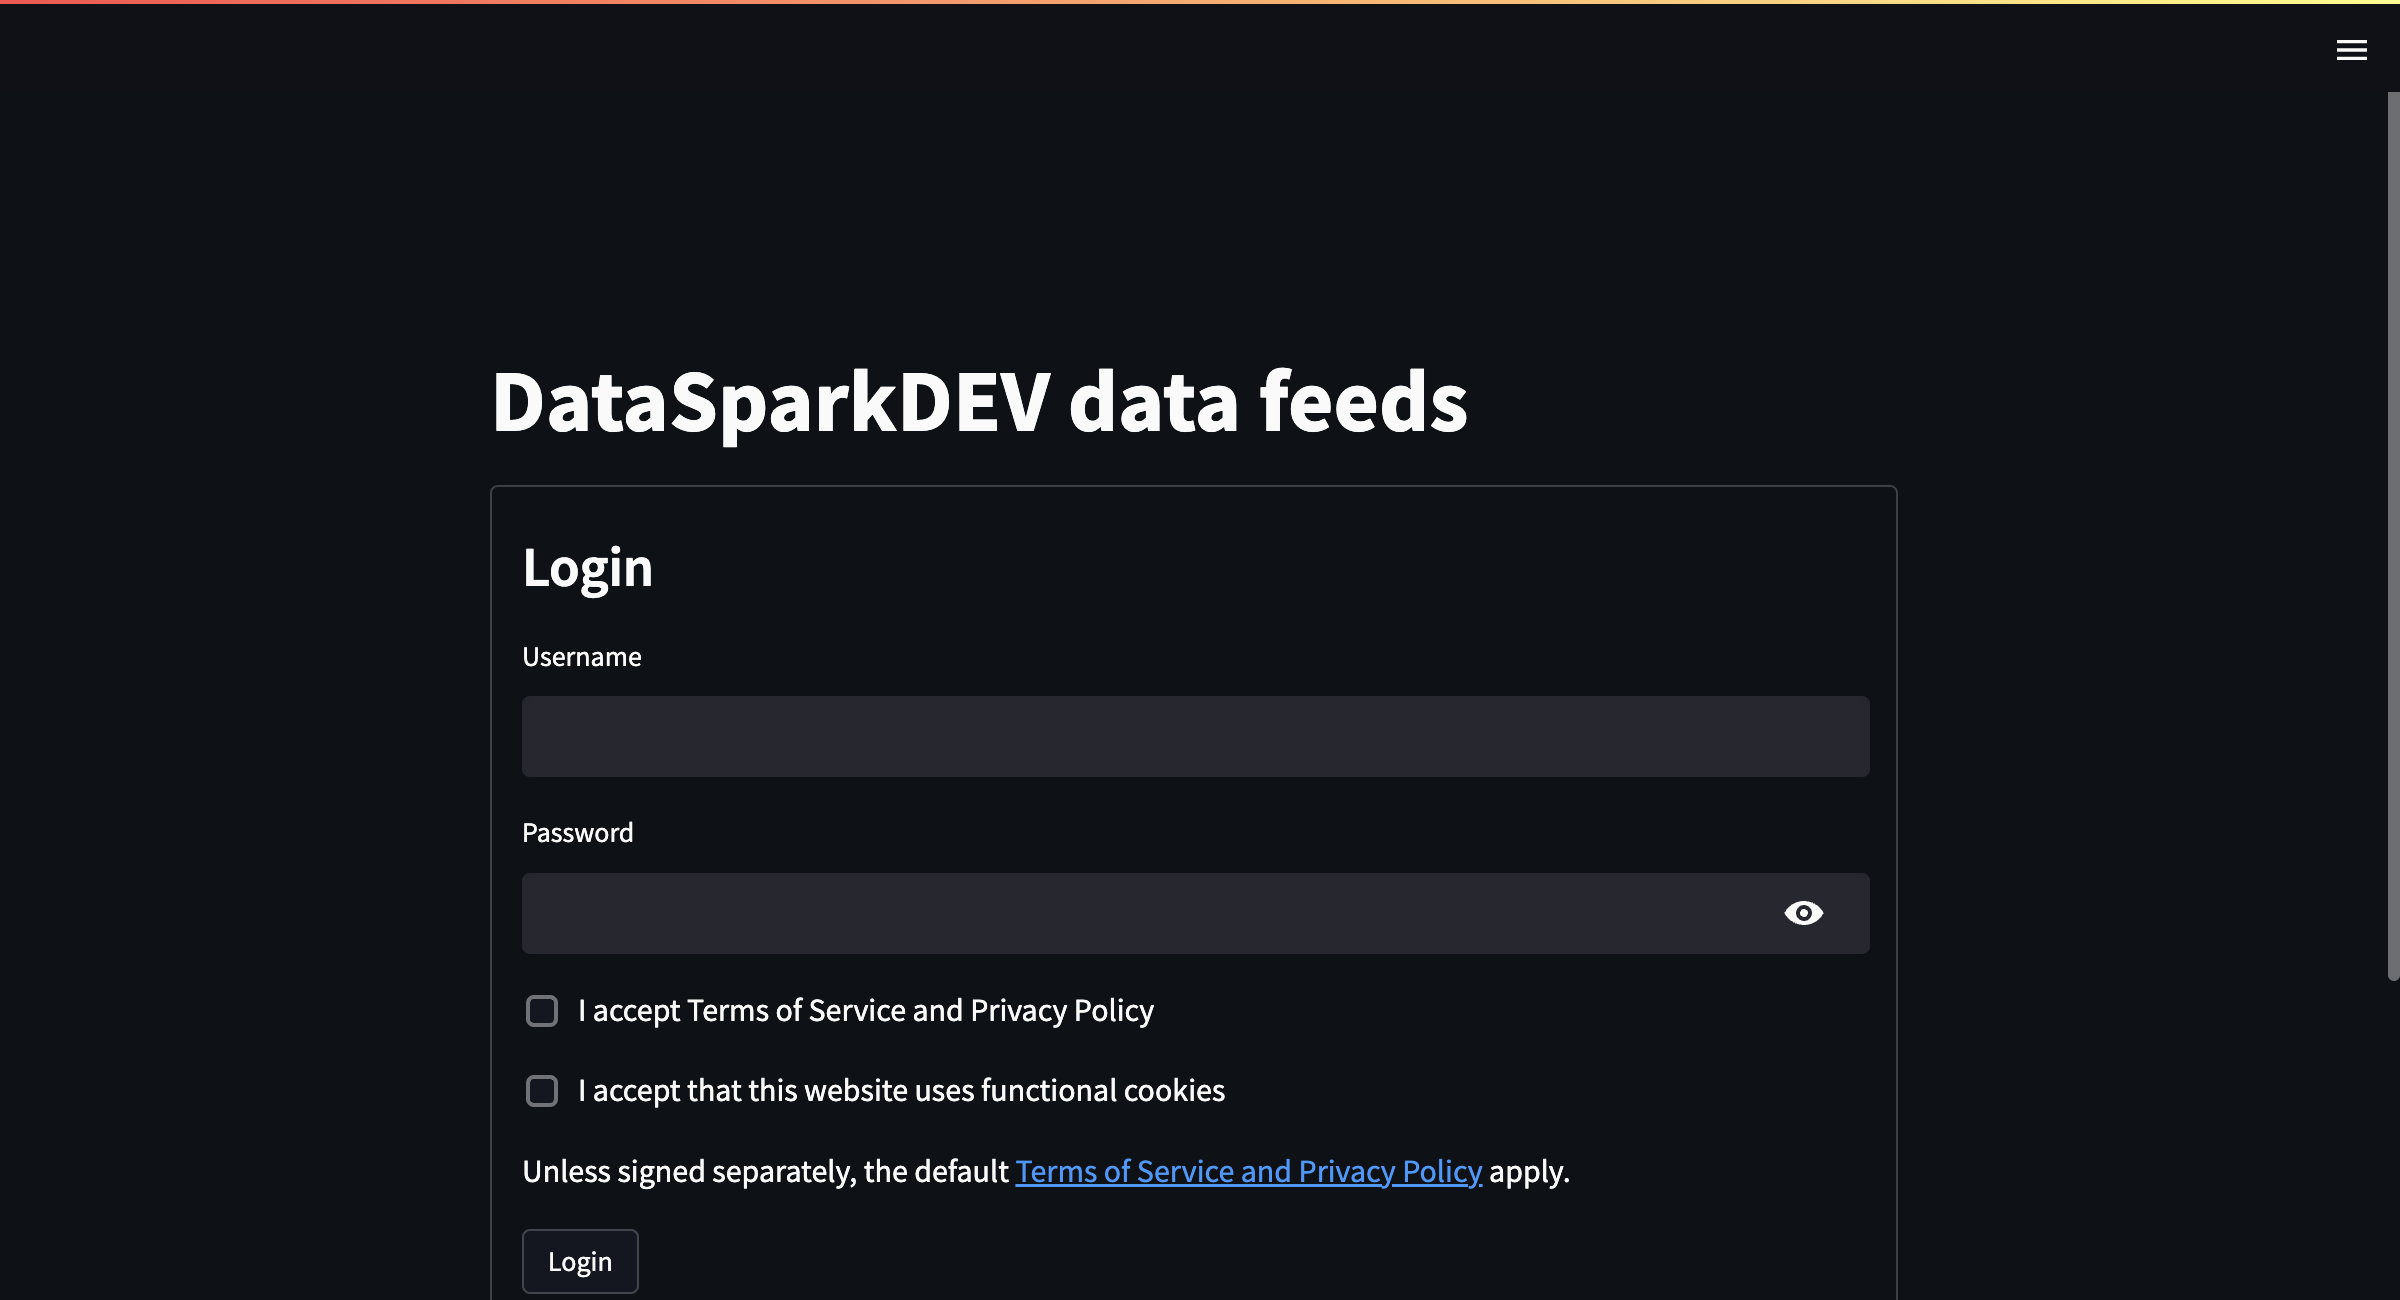 DataSparkDEV data feeds
Login
Username
Password
I accept Terms of Service and Privacy Policy
I accept that this website uses functional cookies
Unless signed separately, the default Terms of Service and Privacy Policy apply.
Login